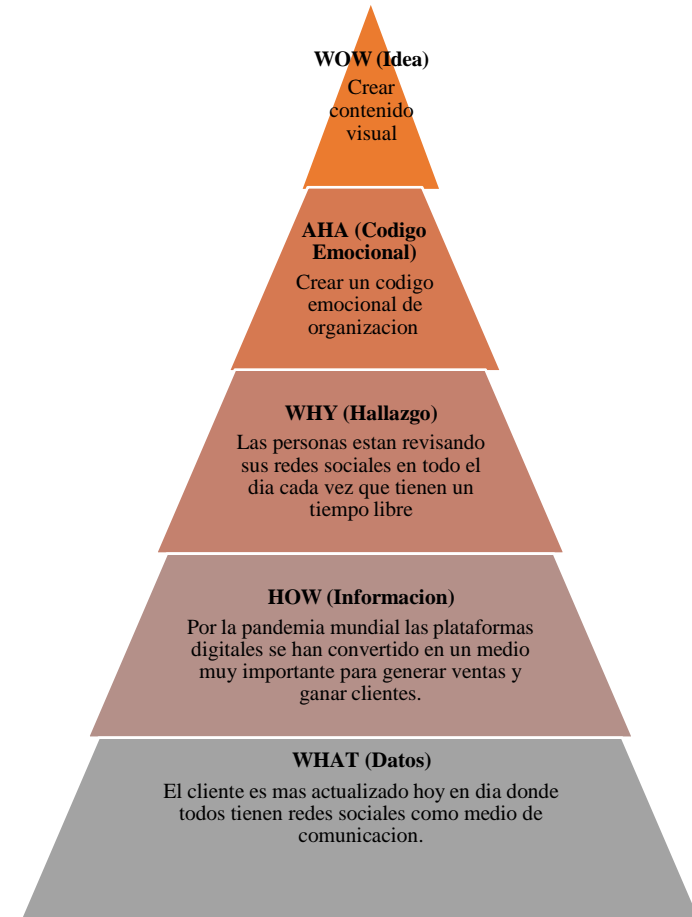 WOW (Idea)
Crear
contenido
visual
AHA (Codigo
Emocional)
Crear un codigo
emocional de
organizacion
WHY (Hallazgo)
Las personas estan revisando
sus redes sociales en todo el
dia cada vez que tienen un
tiempo libre
HOW (Informacion)
Por la pandemia mundial las plataformas
digitales se han convertido en un medio
muy importante para generar ventas y
ganar clientes.
WHAT (Datos)
El cliente es mas actualizado hoy en dia donde
todos tienen redes sociales como medio de
comunicacion.